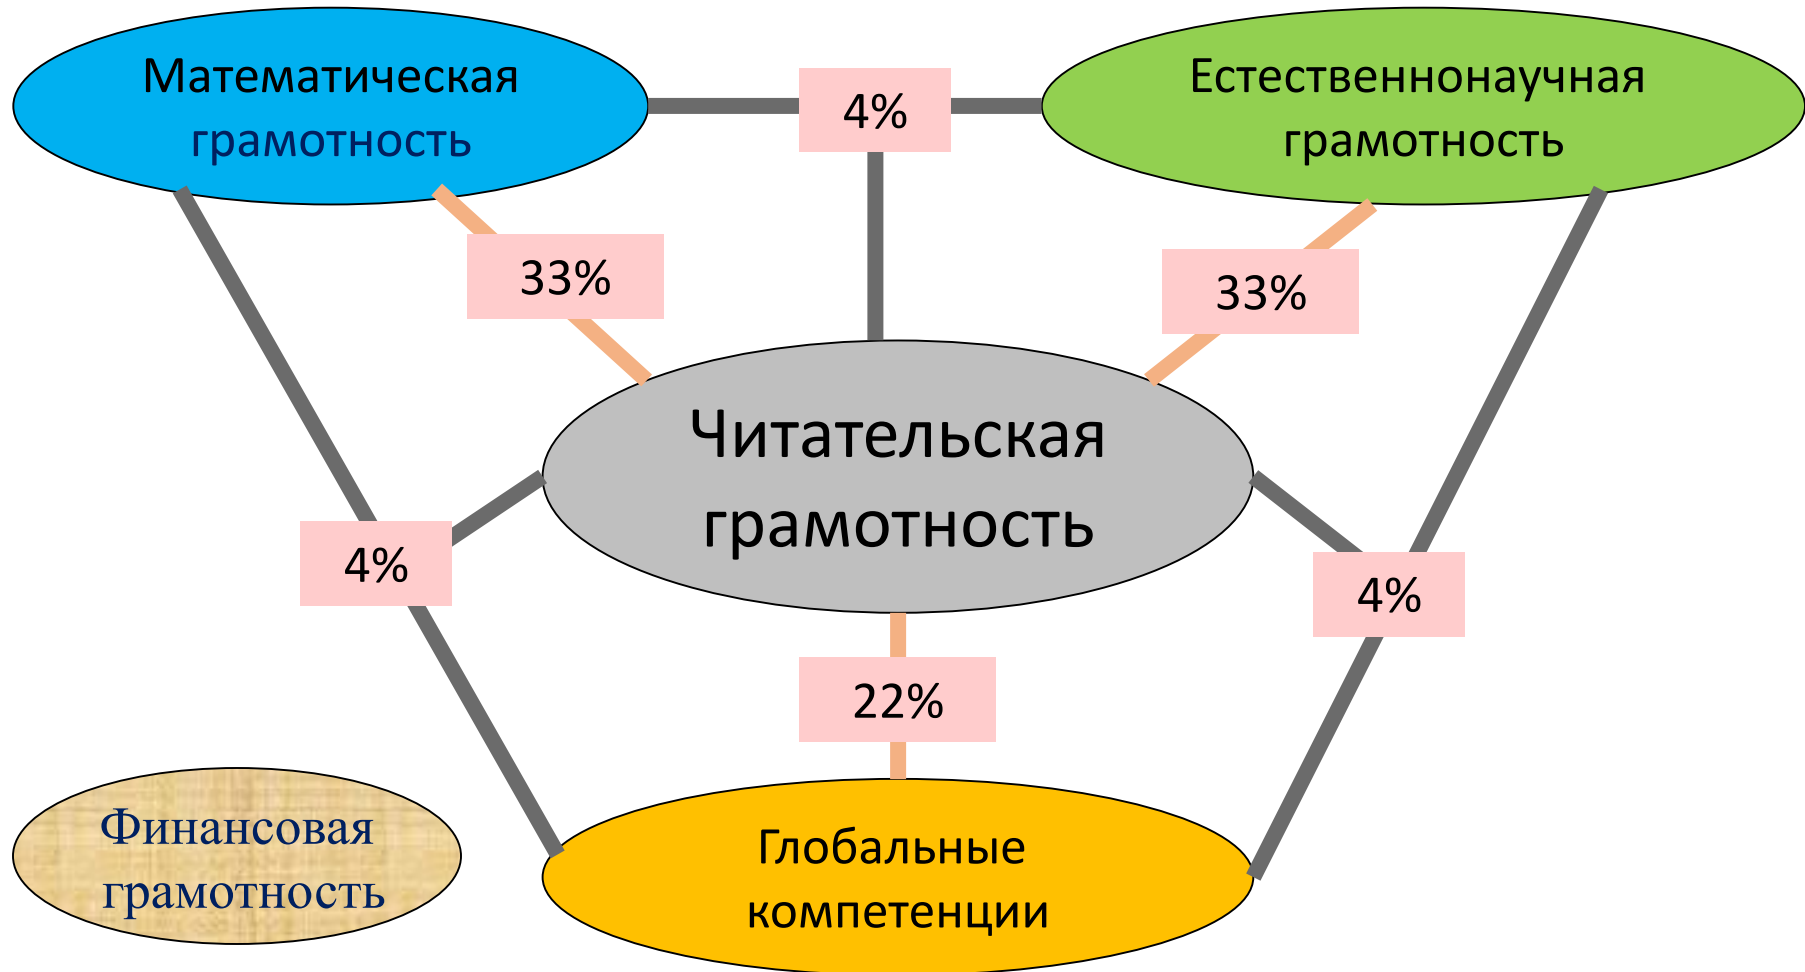 Математическая
грамотность
4%
Естественнонаучная
грамотность
33%
33%
Читательская
грамотность
4%
4%
22%
Финансовая
грамотность
Глобальные
компетенции